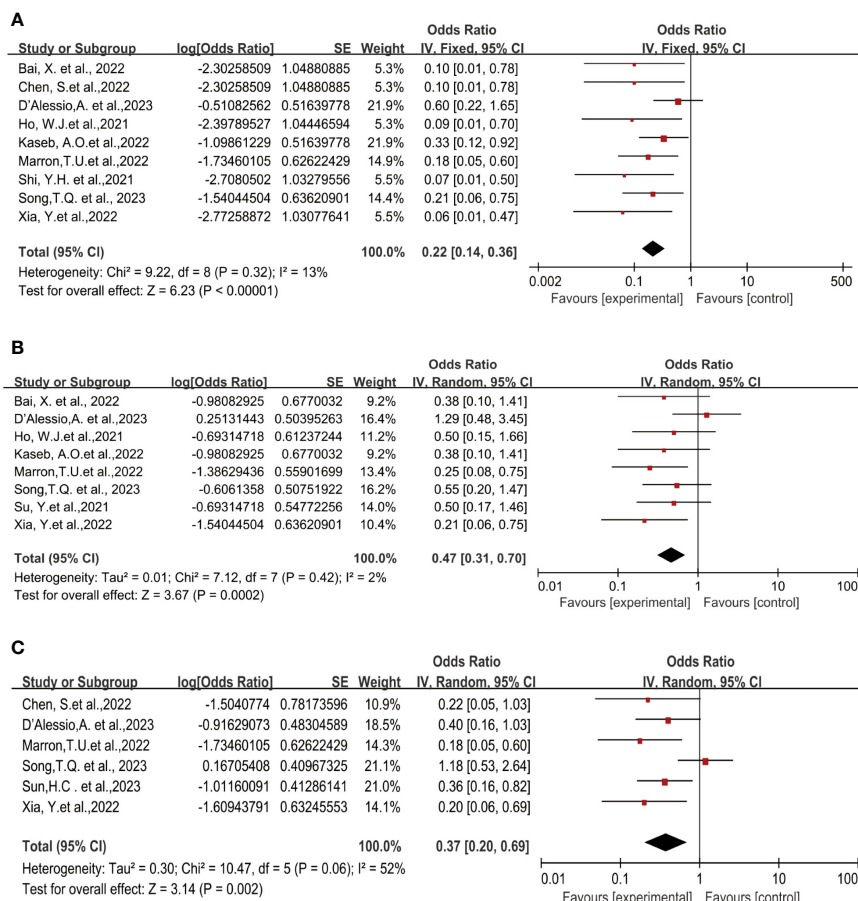 A
Odds Ratio Odds Ratio
Study or Subgroup log[Odds Ratio] SE Weight IV, Fixed, 95% CI IV, Fixed, 95% CI
Bai, X. et al., 2022 -2.30258509 1.04880885 5.3% 0.10 [0.01, 0.78]
Chen, S.et al.,2022 -2.30258509 1.04880885 5.3% 0.10 [0.01, 0.78]
D'Alessio,A. et al.,2023 -0.51082562 0.51639778 21.9% 0.60 [0.22, 1.65]
Ho, W.J.et al.,2021 -2.39789527 1.04446594 5.3% 0.09 [0.01, 0.70]
Kaseb, A.O.et al.,2022 -1.09861229 0.51639778 21.9% 0.33 [0.12, 0.92]
Marron,T.U.et al.,2022 -1.73460105 0.62622429 14.9% 0.18 [0.05, 0.60]
Shi, Y.H. et al., 2021 -2.7080502 1.03279556 5.5% 0.07 [0.01, 0.50]
Song,T.Q. et al., 2023 -1.54044504 0.63620901 14.4% 0.21 [0.06, 0.75]
Xia, Y.et al.,2022 -2.77258872 1.03077641 5.5% 0.06 [0.01, 0.47]
Total (95% CI) 100.0% 0.22 [0.14, 0.36]
Heterogeneity: Chi² = 9.22, df = 8 (P = 0.32); I² = 13%
Test for overall effect: Z = 6.23 (P < 0.00001)
0.002 0.1 1 10 500
Favours [experimental] Favours [control]
B
Odds Ratio Odds Ratio
Study or Subgroup log[Odds Ratio] SE Weight IV, Random, 95% CI IV, Random, 95% CI
Bai, X. et al., 2022 -0.98082925 0.6770032 9.2% 0.38 [0.10, 1.41]
D'Alessio,A. et al.,2023 0.25131443 0.50395263 16.4% 1.29 [0.48, 3.45]
Ho, W.J.et al.,2021 -0.69314718 0.61237244 11.2% 0.50 [0.15, 1.66]
Kaseb, A.O.et al.,2022 -0.98082925 0.6770032 9.2% 0.38 [0.10, 1.41]
Marron,T.U.et al.,2022 -1.38629436 0.55901699 13.4% 0.25 [0.08, 0.75]
Song,T.Q. et al., 2023 -0.6061358 0.50751922 16.2% 0.55 [0.20, 1.47]
Su, Y.et al.,2021 -0.69314718 0.54772256 14.0% 0.50 [0.17, 1.46]
Xia, Y.et al.,2022 -1.54044504 0.63620901 10.4% 0.21 [0.06, 0.75]
Total (95% CI) 100.0% 0.47 [0.31, 0.70]
Heterogeneity: Tau² = 0.01; Chi² = 7.12, df = 7 (P = 0.42); I² = 2%
Test for overall effect: Z = 3.67 (P = 0.0002)
0.01 0.1 1 10 100
Favours [experimental] Favours [control]
C
Odds Ratio Odds Ratio
Study or Subgroup log[Odds Ratio] SE Weight IV, Random, 95% CI IV, Random, 95% CI
Chen, S.et al.,2022 -1.5040774 0.78173596 10.9% 0.22 [0.05, 1.03]
D'Alessio,A. et al.,2023 -0.91629073 0.48304589 18.5% 0.40 [0.16, 1.03]
Marron,T.U.et al.,2022 -1.73460105 0.62622429 14.3% 0.18 [0.05, 0.60]
Song,T.Q. et al., 2023 0.16705408 0.40967325 21.1% 1.18 [0.53, 2.64]
Sun,H.C . et al.,2023 -1.01160091 0.41286141 21.0% 0.36 [0.16, 0.82]
Xia, Y.et al.,2022 -1.60943791 0.63245553 14.1% 0.20 [0.06, 0.69]
Total (95% CI) 100.0% 0.37 [0.20, 0.69]
Heterogeneity: Tau² = 0.30; Chi² = 10.47, df = 5 (P = 0.06); I² = 52%
Test for overall effect: Z = 3.14 (P = 0.002)
0.01 0.1 1 10 100
Favours [experimental] Favours [control]